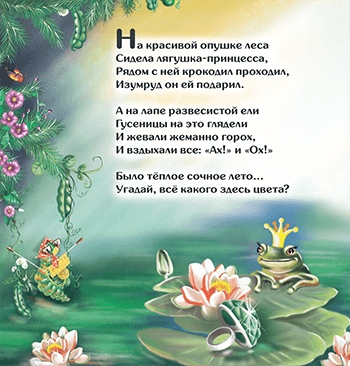 На красивой опушке леса
Сидела лягушка-принцесса,
Рядом с ней крокодил проходил,
Изумруд он ей подарил.
А на лапе развесистой ели
Гусеницы на это глядели
И жевали жеманно горох,
И вздыхали все: «Ах!» и «Ох!»
Было тёплое сочное лето...
Угадай, всё какого здесь цвета?